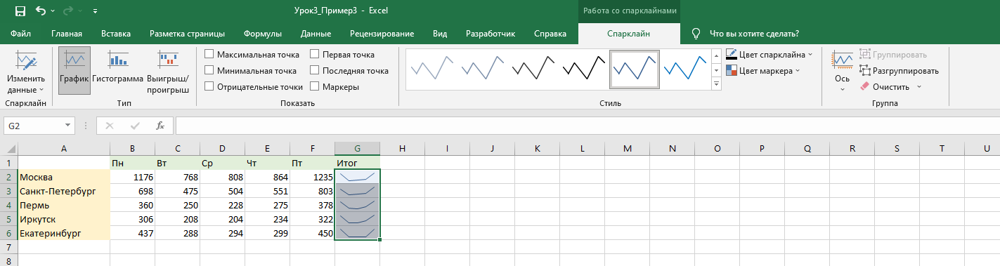 Урок3_Пример3 - Excel
Работа со спарклайнами
Файл Главная Вставка Разметка страницы Формулы Данные Рецензирование Вид Разработчик Справка Спарклайн Что вы хотите сделать?
Изменить данные
Спарклайн
График Гистограмма Выигрыш/проигрыш
Тип
Максимальная точка Первая точка
Минимальная точка Последняя точка
Отрицательные точки Маркеры
Показать
Стиль
Цвет спарклайна
Цвет маркера
Ось
Группировать
Разгруппировать
Очистить
Группа
G2 fx
A B C D E F G H I J K L M N O P Q R S T U
1 Пн Вт Ср Чт Пт Итог
2 Москва 1176 768 808 864 1235
3 Санкт-Петербург 698 475 504 551 803
4 Пермь 360 250 228 275 378
5 Иркутск 306 208 204 234 322
6 Екатеринбург 437 288 294 299 450
7
8